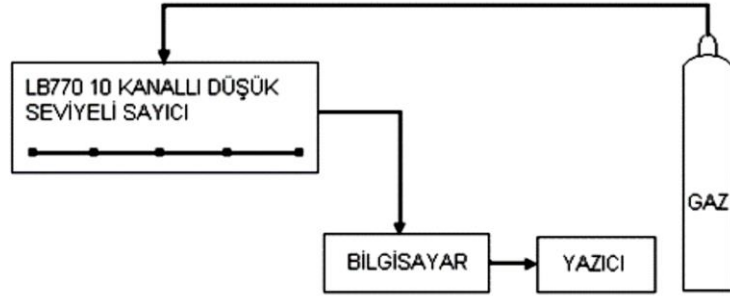 LB770 10 KANALLI DÜŞÜK
SEVİYELİ SAYICI
GAZ
BİLGİSAYAR
YAZICI